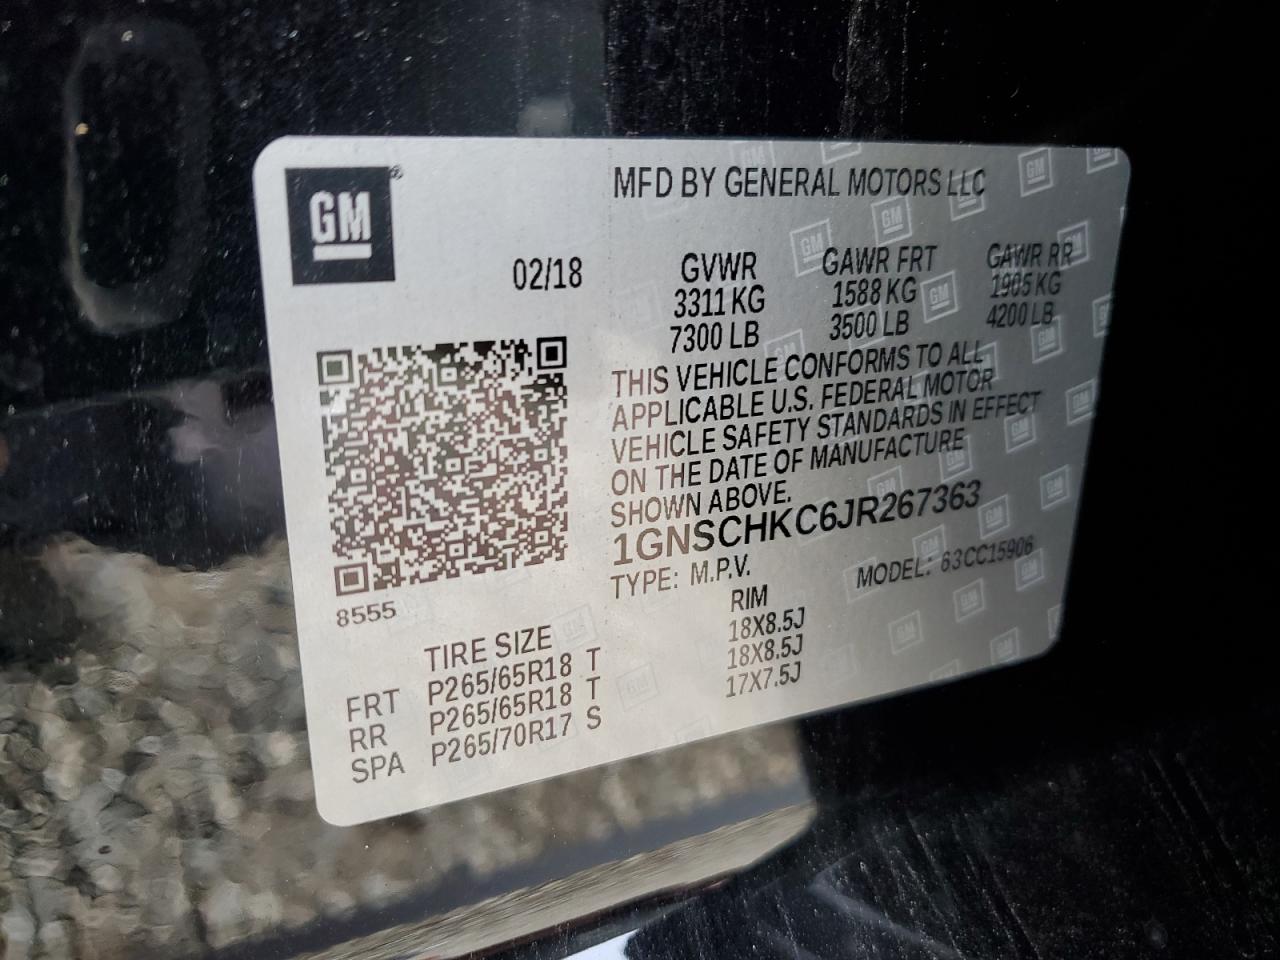 GM®
MFD BY GENERAL MOTORS LLC
02/18
GVWR GAWR FRT GAWR RR
3311 KG 1588 KG 1905 KG
7300 LB 3500 LB 4200 LB
THIS VEHICLE CONFORMS TO ALL
APPLICABLE U.S. FEDERAL MOTOR
VEHICLE SAFETY STANDARDS IN EFFECT
ON THE DATE OF MANUFACTURE
SHOWN ABOVE.
1GNSCHKC6JR267363
TYPE: M.P.V. MODEL: 63CC15906
8555
TIRE SIZE RIM
FRT P265/65R18 T 18X8.5J
RR P265/65R18 T 18X8.5J
SPA P265/70R17 S 17X7.5J